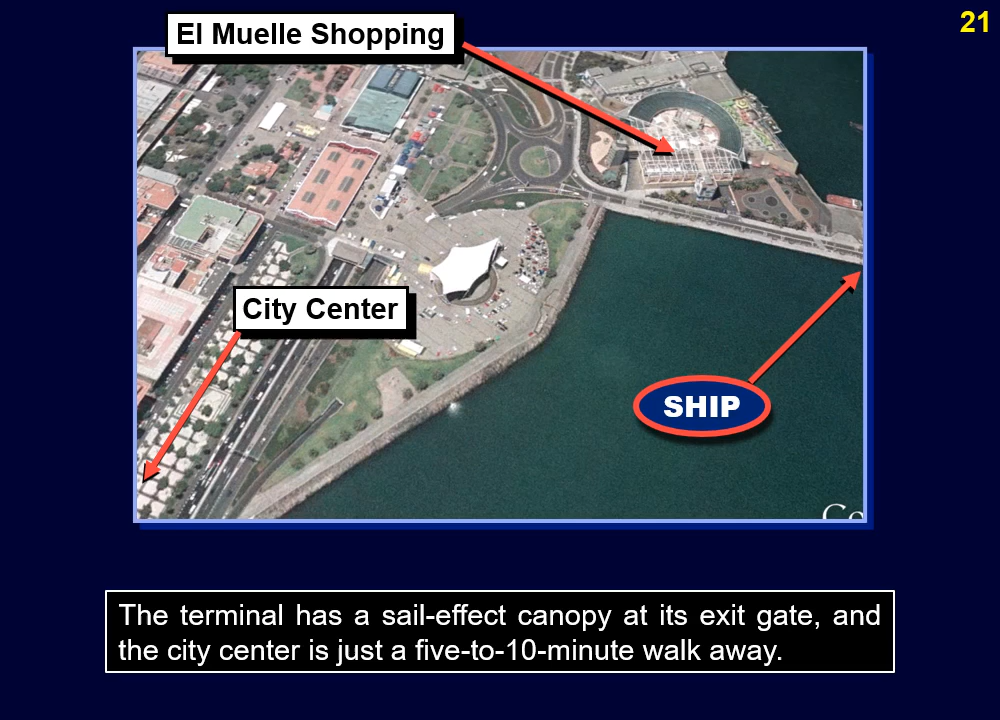 21
El Muelle Shopping
City Center
SHIP
The terminal has a sail-effect canopy at its exit gate, and
the city center is just a five-to-10-minute walk away.